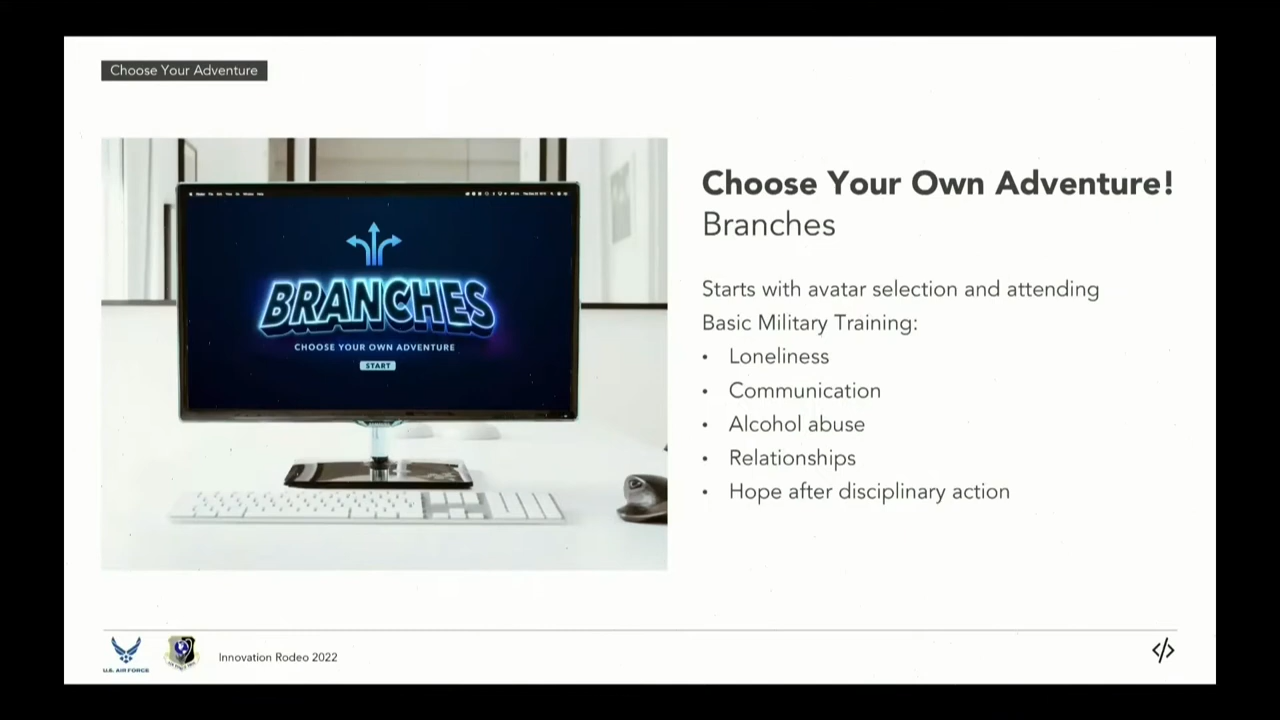 Choose Your Adventure
BRANCHES
CHOOSE YOUR OWN ADVENTURE
START
Choose Your Own Adventure!
Branches
Starts with avatar selection and attending
Basic Military Training:
• Loneliness
• Communication
• Alcohol abuse
• Relationships
• Hope after disciplinary action
U.S. AIR FORCE
Innovation Rodeo 2022
</>